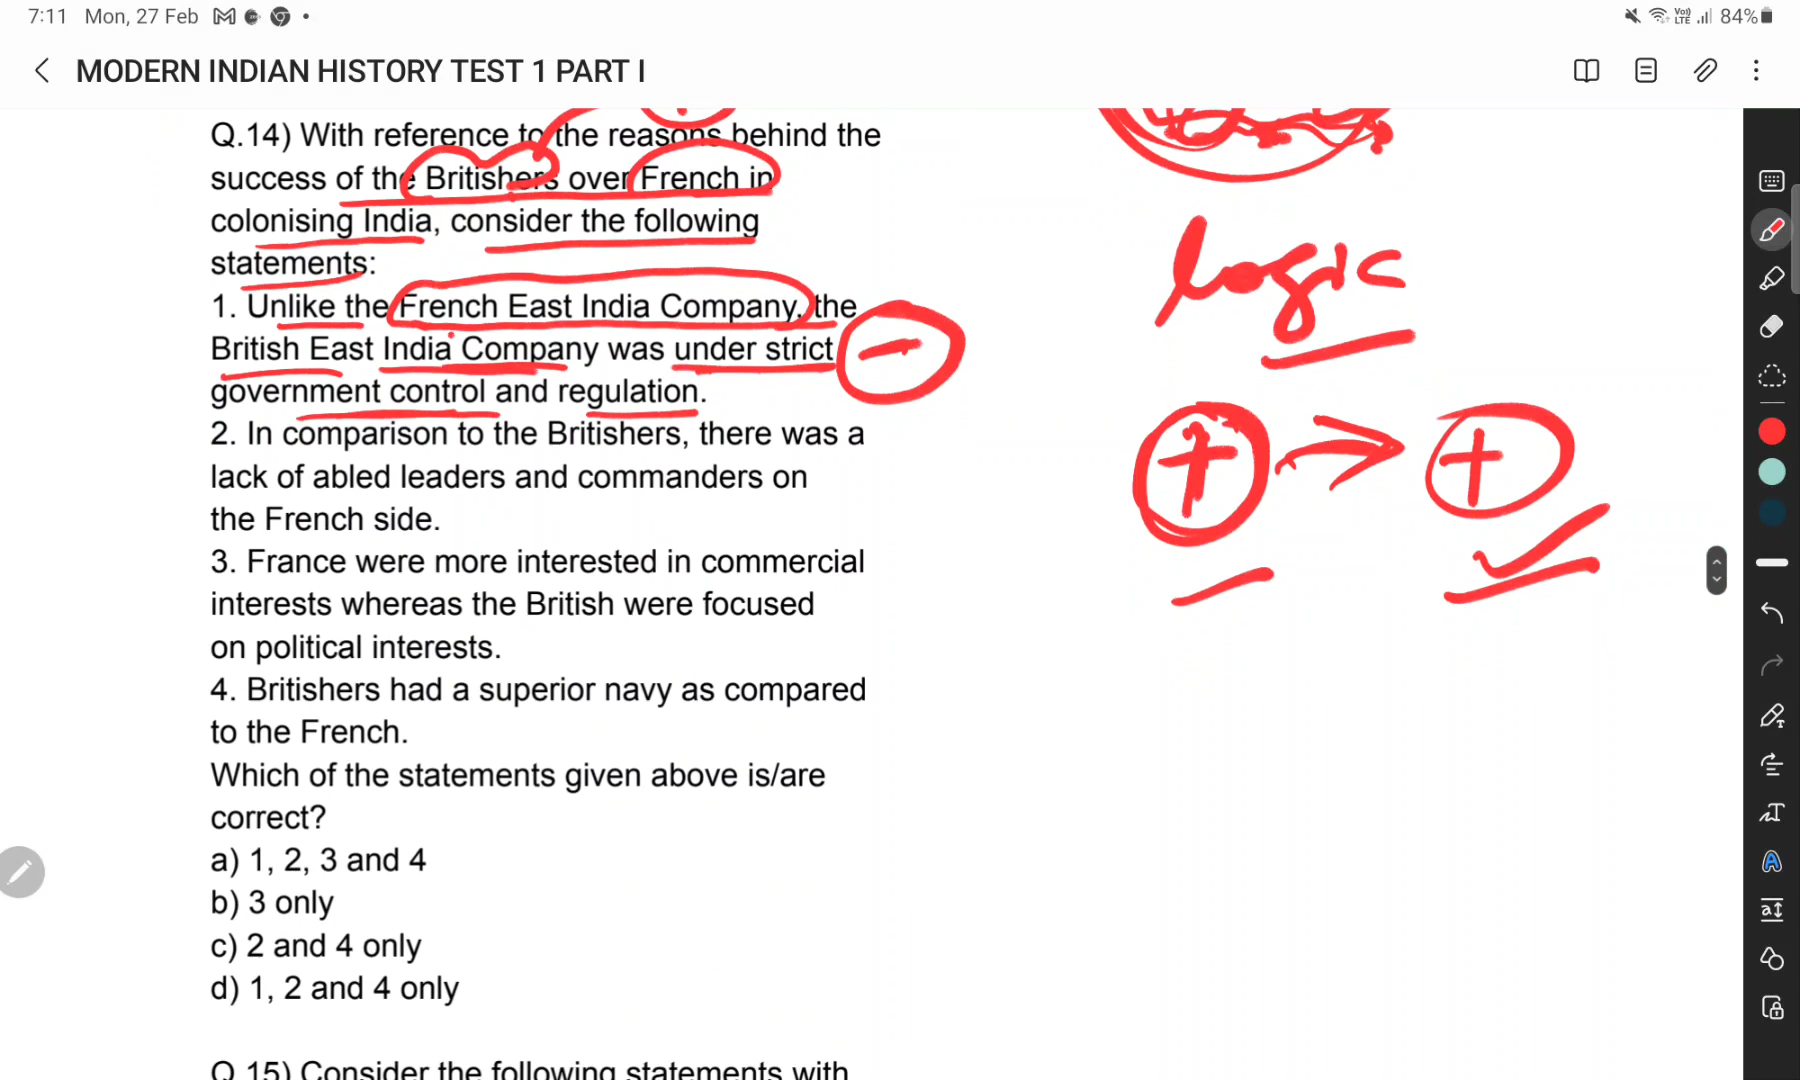 7:11 Mon, 27 Feb
84%
MODERN INDIAN HISTORY TEST 1 PART I
Q.14) With reference to the reasons behind the
success of the Britishers over French in
colonising India, consider the following
statements:
1. Unlike the French East India Company, the
British East India Company was under strict
government control and regulation.
2. In comparison to the Britishers, there was a
lack of abled leaders and commanders on
the French side.
3. France were more interested in commercial
interests whereas the British were focused
on political interests.
4. Britishers had a superior navy as compared
to the French.
Which of the statements given above is/are
correct?
a) 1, 2, 3 and 4
b) 3 only
c) 2 and 4 only
d) 1, 2 and 4 only
Q.15) Consider the following statements with
logic
+ → +